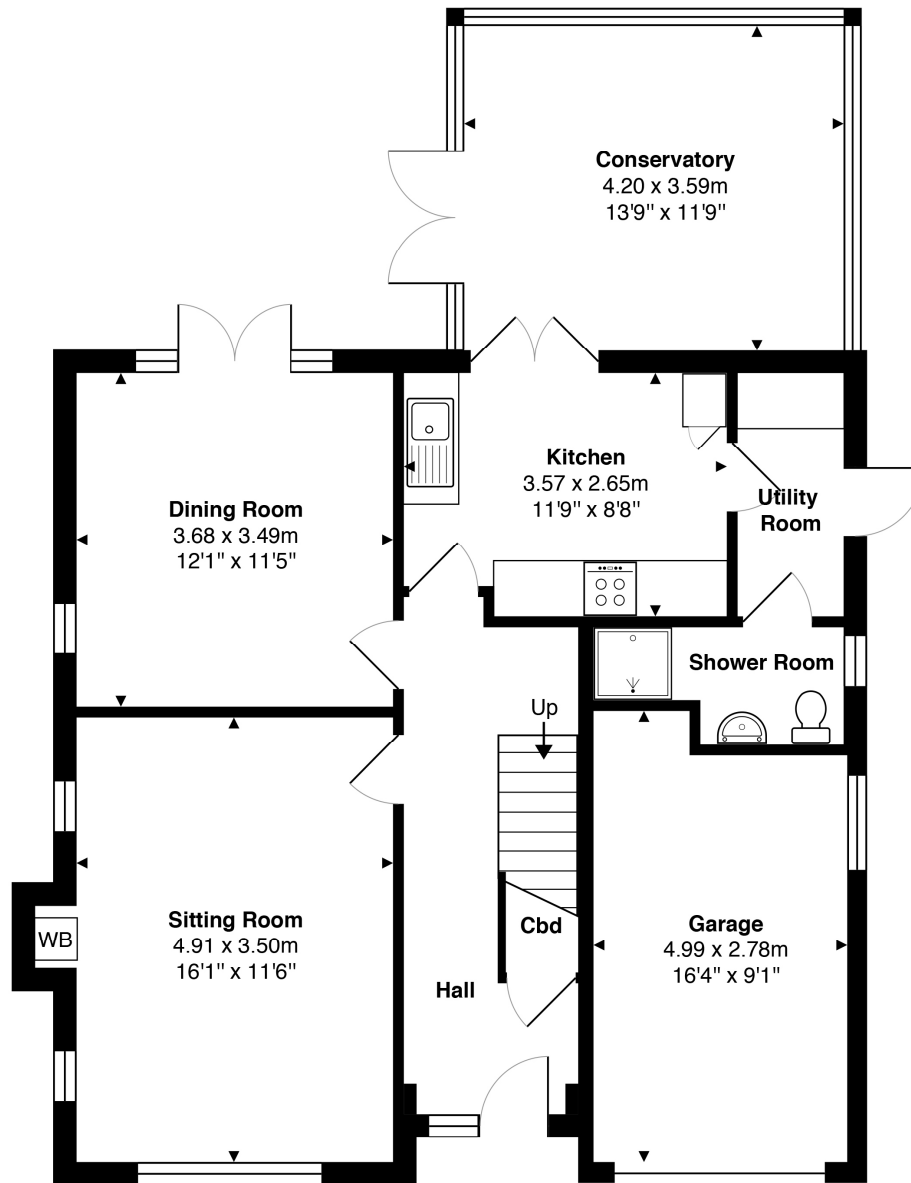 Conservatory
4.20 x 3.59m
13'9" x 11'9"
Kitchen
3.57 x 2.65m
11'9" x 8'8"
Utility
Room
Dining Room
3.68 x 3.49m
12'1" x 11'5"
Shower Room
Up
Sitting Room
4.91 x 3.50m
16'1" x 11'6"
WB
Cbd
Hall
Garage
4.99 x 2.78m
16'4" x 9'1"